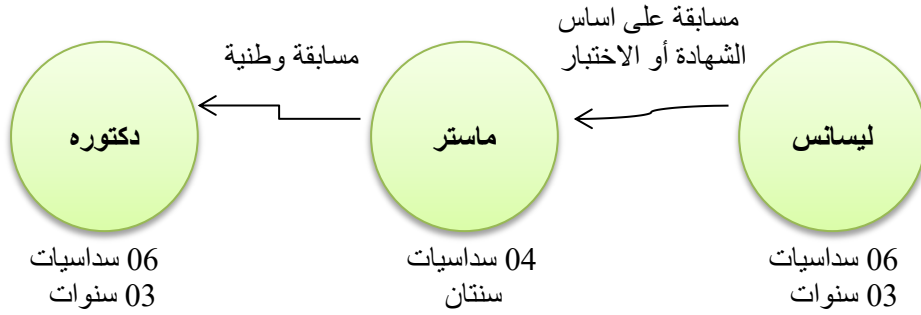 مسابقة على اساس
الشهادة أو الاختبار
مسابقة وطنية
ليسانس
ماستر
دكتوره
06 سداسيات
03 سنوات
04 سداسيات
سنتان
06 سداسيات
03 سنوات